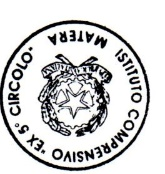 ISTITUTO COMPRENSIVO "EX 5° CIRCOLO"
MATERA